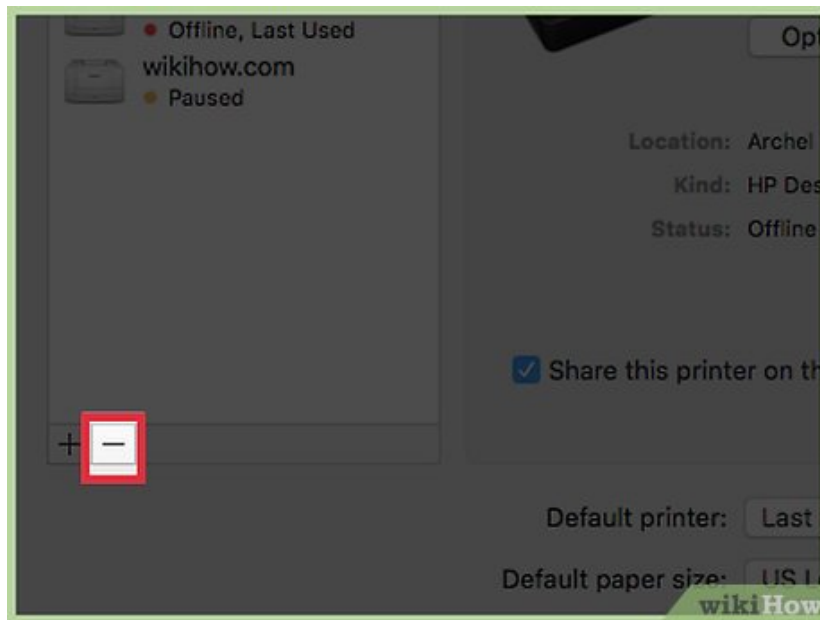 Offline, Last Used
wikihow.com
Paused
Opt
Location: Archel
Kind: HP Des
Status: Offline
Share this printer on th
+ −
Default printer: Last
Default paper size: US Le
wikiHow